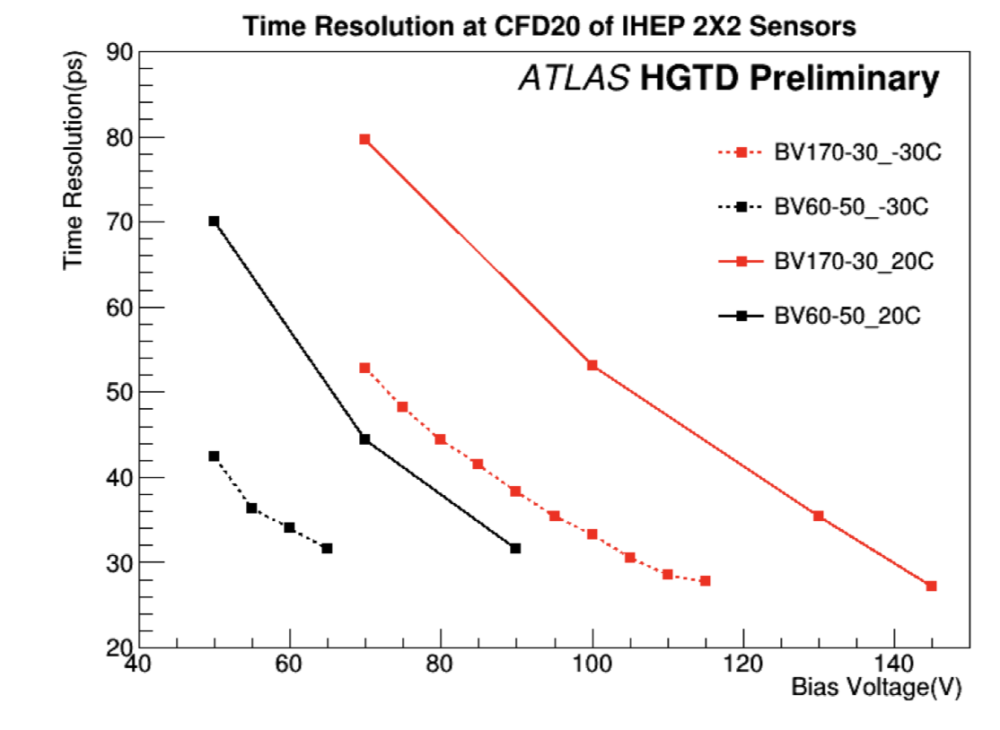 Time Resolution at CFD20 of IHEP 2X2 Sensors
Time Resolution(ps)
90
80
70
60
50
40
30
20
ATLAS HGTD Preliminary
BV170-30_-30C
BV60-50_-30C
BV170-30_20C
BV60-50_20C
40 60 80 100 120 140
Bias Voltage(V)